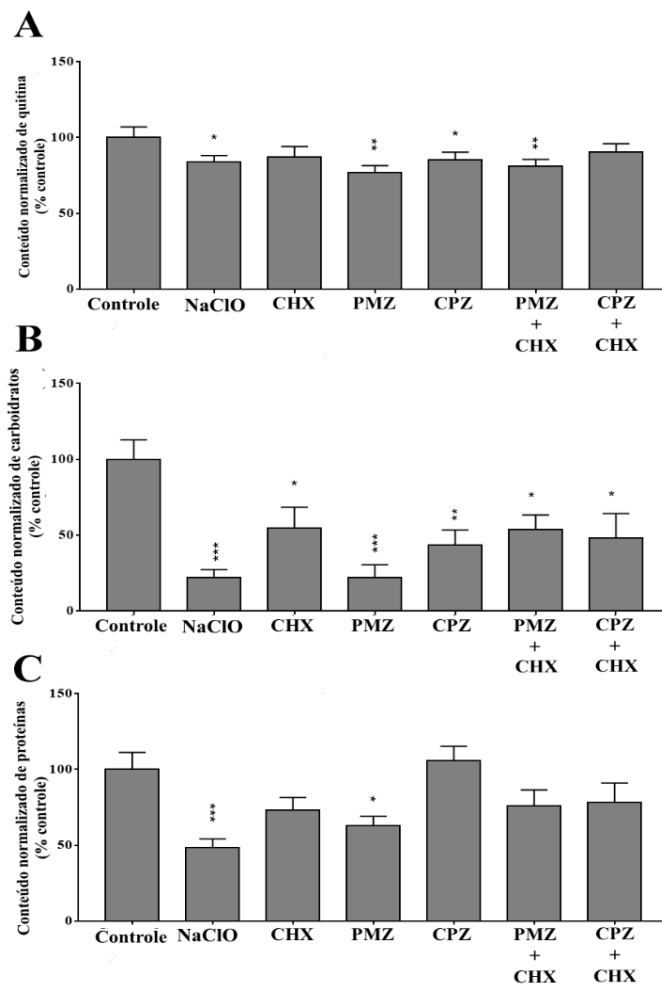 A
Conteúdo normalizado de quitina
(% controle)
150
100
50
0
*
**
*
**
Controle
NaClO
CHX
PMZ
CPZ
PMZ
+
CHX
CPZ
+
CHX
B
Conteúdo normalizado de carboidratos
(% controle)
150
100
50
0
***
*
***
**
*
*
Controle
NaClO
CHX
PMZ
CPZ
PMZ
+
CHX
CPZ
+
CHX
C
Conteúdo normalizado de proteínas
(% controle)
150
100
50
0
***
*
Controle
NaClO
CHX
PMZ
CPZ
PMZ
+
CHX
CPZ
+
CHX